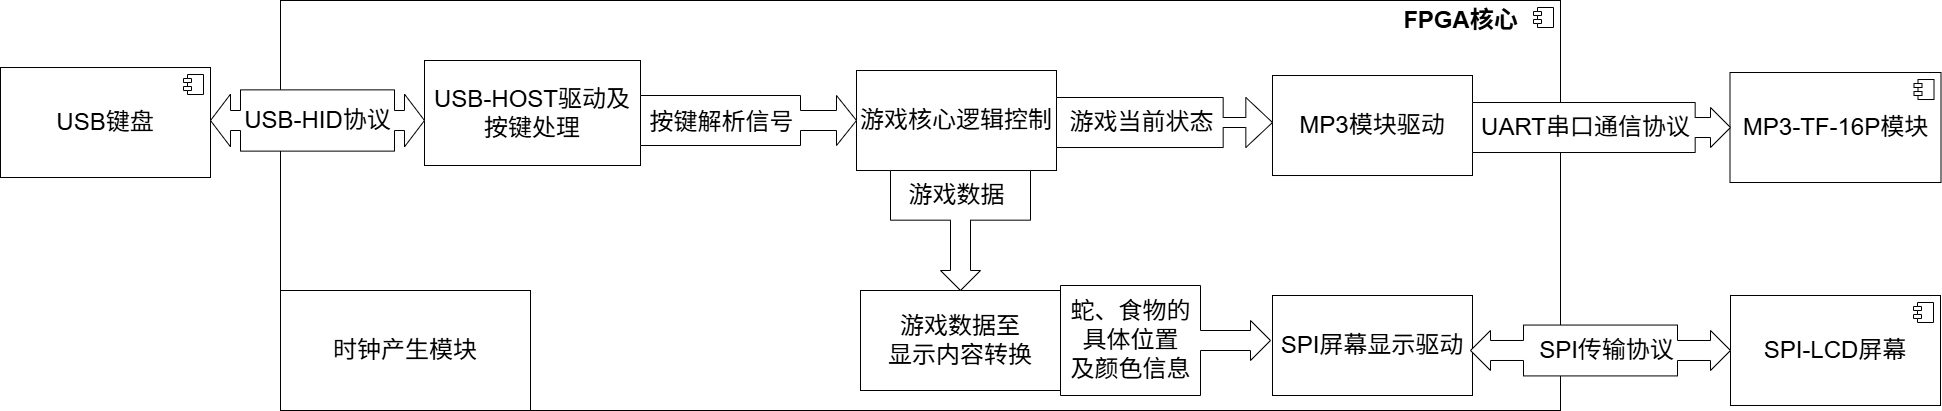 FPGA核心
USB键盘
USB-HID协议
USB-HOST驱动及
按键处理
按键解析信号
游戏核心逻辑控制
游戏当前状态
MP3模块驱动
UART串口通信协议
MP3-TF-16P模块
游戏数据
时钟产生模块
游戏数据至
显示内容转换
蛇、食物的
具体位置
及颜色信息
SPI屏幕显示驱动
SPI传输协议
SPI-LCD屏幕